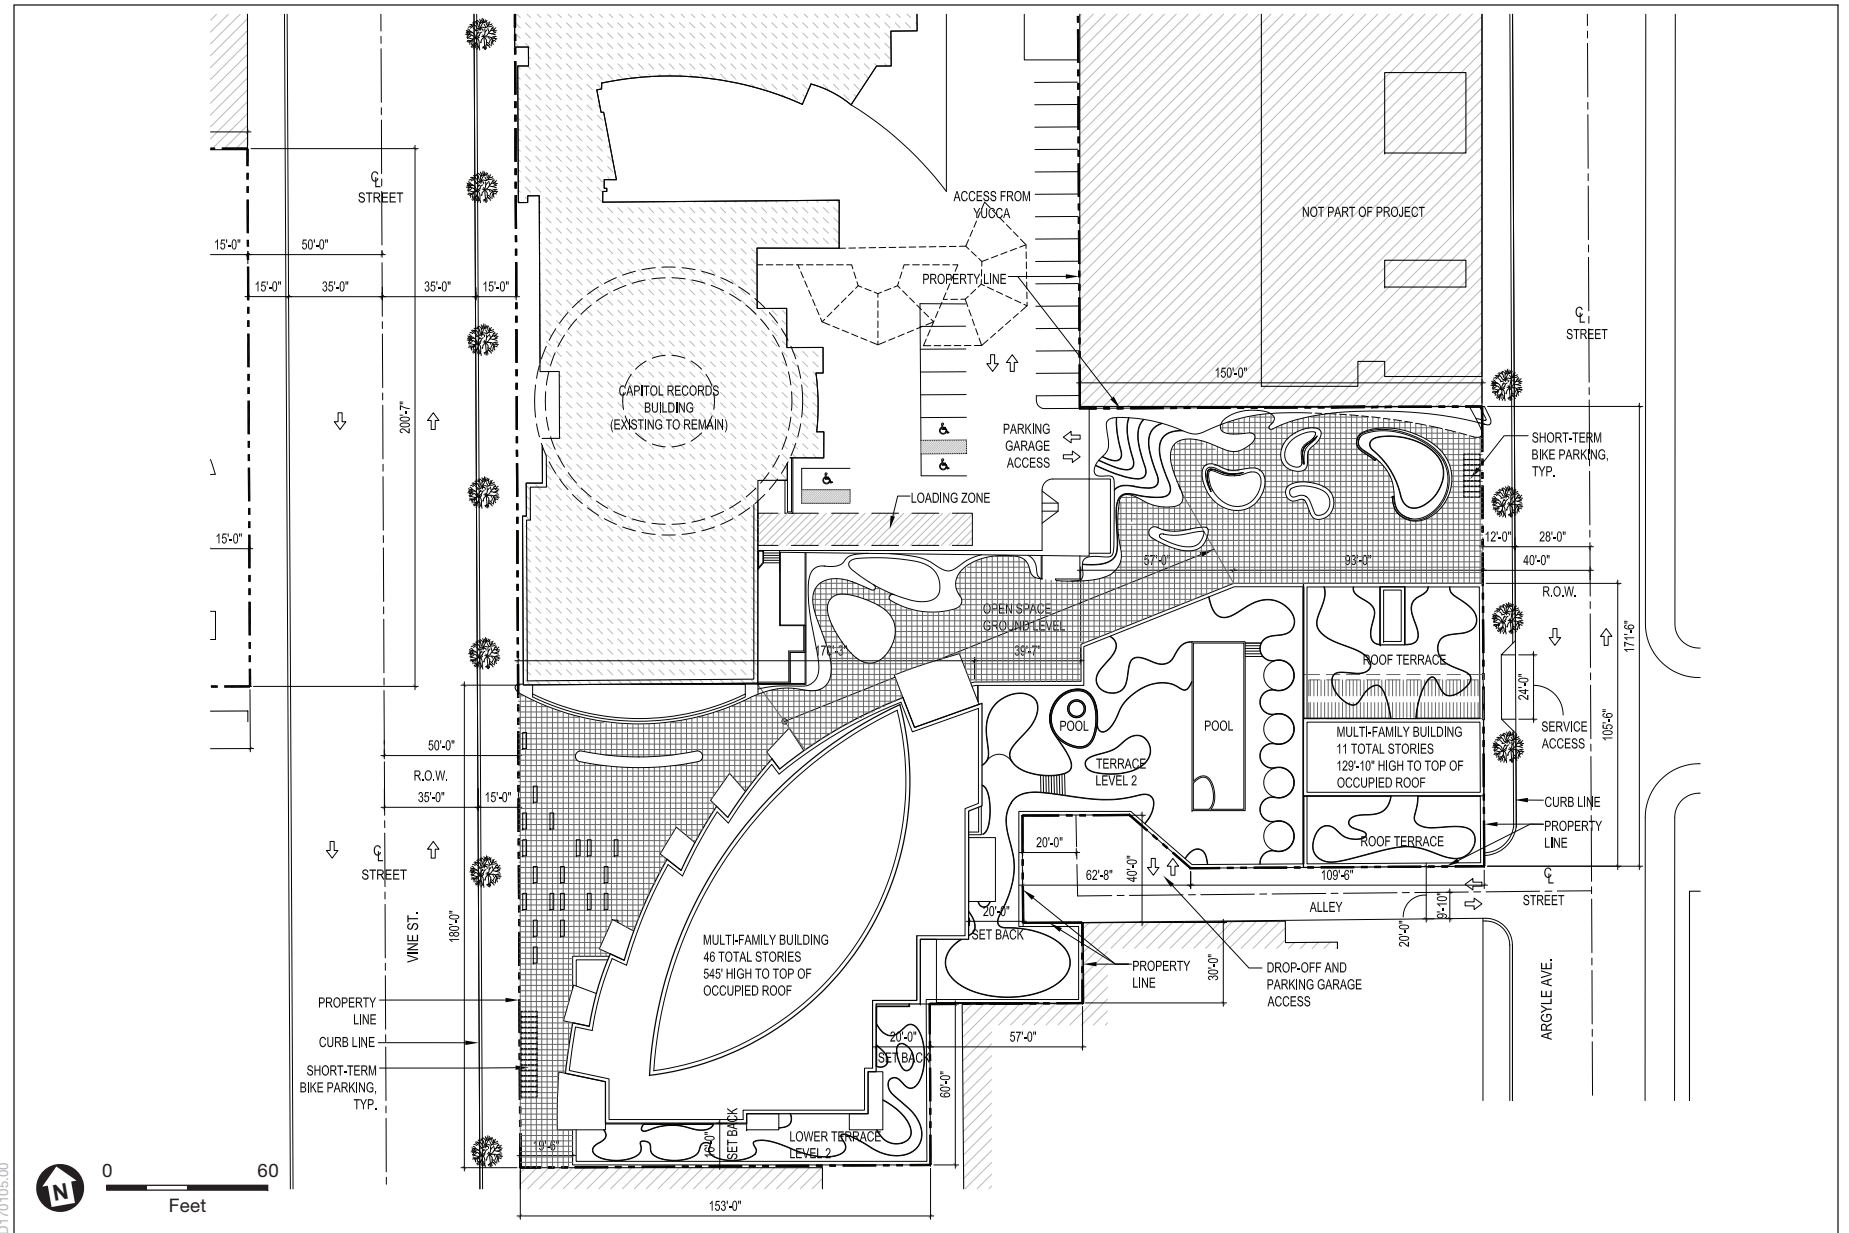 ℄
STREET
ACCESS FROM
YUCCA
NOT PART OF PROJECT
15'-0"
50'-0"
PROPERTY LINE
15'-0"
35'-0"
35'-0"
15'-0"
℄
STREET
150'-0"
200'-7"
CAPITOL RECORDS
BUILDING
(EXISTING TO REMAIN)
PARKING
GARAGE
ACCESS
SHORT-TERM
BIKE PARKING,
TYP.
LOADING ZONE
15'-0"
12'-0"
28'-0"
57'-0"
93'-0"
40'-0"
R.O.W.
OPEN SPACE
GROUND LEVEL
170'-3"
39'-7"
171'-6"
ROOF TERRACE
24'-0"
105'-6"
SERVICE
ACCESS
POOL
POOL
MULTI-FAMILY BUILDING
11 TOTAL STORIES
129'-10" HIGH TO TOP OF
OCCUPIED ROOF
50'-0"
R.O.W.
35'-0"
15'-0"
TERRACE
LEVEL 2
CURB LINE
PROPERTY
LINE
ROOF TERRACE
℄
STREET
20'-0"
62'-8"
40'-0"
109'-6"
℄
STREET
ALLEY
9'-10"
20'-0"
VINE ST.
180'-0"
20'-0"
SET BACK
MULTI-FAMILY BUILDING
46 TOTAL STORIES
545' HIGH TO TOP OF
OCCUPIED ROOF
PROPERTY
LINE
30'-0"
DROP-OFF AND
PARKING GARAGE
ACCESS
ARGYLE AVE.
PROPERTY
LINE
CURB LINE
SHORT-TERM
BIKE PARKING,
TYP.
20'-0"
SET BACK
57'-0"
60'-0"
19'-6"
16'-0"
SET BACK
LOWER TERRACE
LEVEL 2
153'-0"
N
0 60
Feet
D170105.00